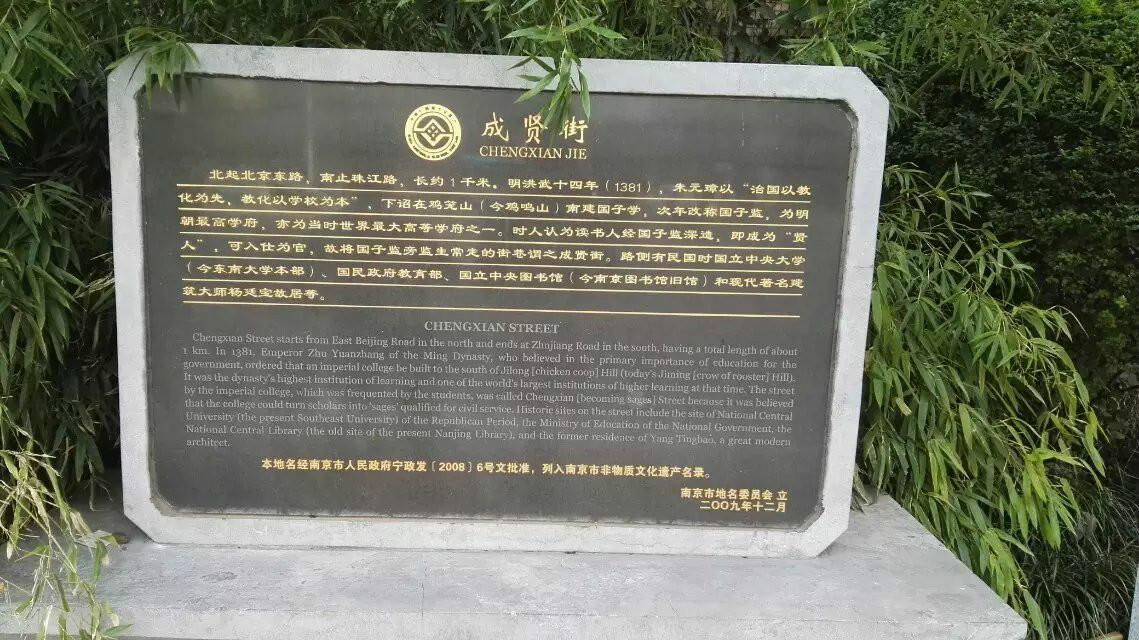 成贤街
CHENGXIAN JIE
北起北京东路，南止珠江路，长约1千米。明洪武十四年（1381），朱元璋以“治国以教
化为先，教化以学校为本”，下诏在鸡笼山（今鸡鸣山）南建国子学，次年改称国子监，为明
朝最高学府，亦为当时世界最大高等学府之一。时人认为读书人经国子监深造，即成为“贤
人”，可入仕为官，故将国子监旁监生常走的街巷谓之成贤街。路侧有民国时国立中央大学
（今东南大学本部）、国民政府教育部、国立中央图书馆（今南京图书馆旧馆）和现代著名建
筑大师杨廷宝故居等。
CHENGXIAN STREET
Chengxian Street starts from East Beijing Road in the north and ends at Zhujiang Road in the south, having a total length of about
1 km. In 1381, Emperor Zhu Yuanzhang of the Ming Dynasty, who believed in the primary importance of education for the
government, ordered that an imperial college be built to the south of Jilong [chicken coop] Hill (today's Jiming [crow of rooster] Hill).
It was the dynasty's highest institution of learning and one of the world's largest institutions of higher learning at that time. The street
by the imperial college, which was frequented by the students, was called Chengxian [becoming sages] Street because it was believed
that the college could turn scholars into 'sages' qualified for civil service. Historic sites on the street include the site of National Central
University (the present Southeast University) of the Republican Period, the Ministry of Education of the National Government, the
National Central Library (the old site of the present Nanjing Library), and the former residence of Yang Tingbao, a great modern
architect.
本地名经南京市人民政府宁政发〔2008〕6号文批准，列入南京市非物质文化遗产名录。
南京市地名委员会 立
二〇〇九年十二月